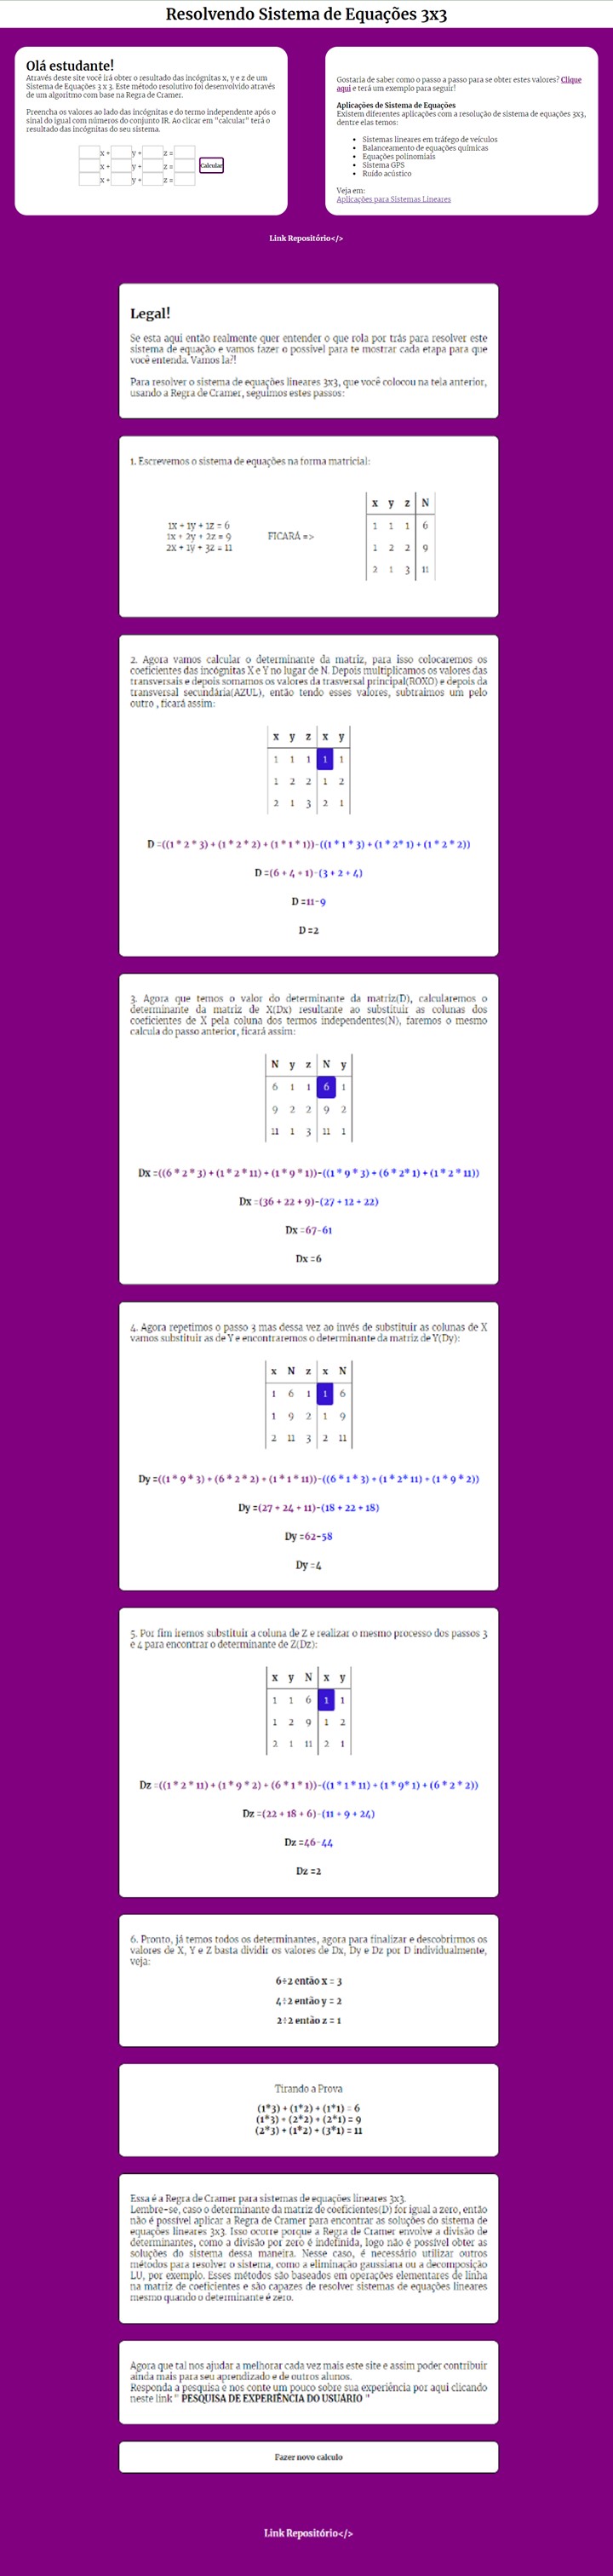 Resolvendo Sistema de Equações 3x3
Olá estudante!
Através deste site você irá obter o resultado das incógnitas x, y e z de um
Sistema de Equações 3 x 3. Este método resolutivo foi desenvolvido através
de um algoritmo com base na Regra de Cramer.
Preencha os valores ao lado das incógnitas e do termo independente após o
sinal do igual com números do conjunto IR. Ao clicar em "calcular" terá o
resultado das incógnitas do seu sistema.
x + y + z =
x + y + z =
x + y + z =
Calcular
Gostaria de saber como o passo a passo para se obter estes valores? Clique
aqui e terá um exemplo para seguir!
Aplicações de Sistema de Equações
Existem diferentes aplicações com a resolução de sistema de equações 3x3,
dentre elas temos:
• Sistemas lineares em tráfego de veículos
• Balanceamento de equações químicas
• Equações polinomiais
• Sistema GPS
• Ruído acústico
Veja em:
Aplicações para Sistemas Lineares
Link Repositório</>
Legal!
Se esta aqui então realmente quer entender o que rola por trás para resolver este
sistema de equação e vamos fazer o possivel para te mostrar cada etapa para que
você entenda. Vamos la?!
Para resolver o sistema de equações lineares 3x3, que você colocou na tela anterior,
usando a Regra de Cramer, seguimos estes passos:
1. Escrevemos o sistema de equações na forma matricial:
1x + 1y + 1z = 6
1x + 2y + 2z = 9
2x + 1y + 3z = 11
FICARÁ =>
x y z N
1 1 1 6
1 2 2 9
2 1 3 11
2. Agora vamos calcular o determinante da matriz, para isso colocaremos os
coeficientes das incógnitas X e Y no lugar de N. Depois multiplicamos os valores das
transversais e depois somamos os valores da trasversal principal(ROXO) e depois da
transversal secundária(AZUL), então tendo esses valores, subtraimos um pelo
outro , ficará assim:
x y z x y
1 1 1 1 1
1 2 2 1 2
2 1 3 2 1
D =((1 * 2 * 3) + (1 * 2 * 2) + (1 * 1 * 1))-((1 * 1 * 3) + (1 * 2* 1) + (1 * 2 * 2))
D =(6 + 4 + 1)-(3 + 2 + 4)
D =11-9
D =2
3. Agora que temos o valor do determinante da matriz(D), calcularemos o
determinante da matriz de X(Dx) resultante ao substituir as colunas dos
coeficientes de X pela coluna dos termos independentes(N), faremos o mesmo
calcula do passo anterior, ficará assim:
N y z N y
6 1 1 6 1
9 2 2 9 2
11 1 3 11 1
Dx =((6 * 2 * 3) + (1 * 2 * 11) + (1 * 9 * 1))-((1 * 9 * 3) + (6 * 2* 1) + (1 * 2 * 11))
Dx =(36 + 22 + 9)-(27 + 12 + 22)
Dx =67-61
Dx =6
4. Agora repetimos o passo 3 mas dessa vez ao invés de substituir as colunas de X
vamos substituir as de Y e encontraremos o determinante da matriz de Y(Dy):
x N z x N
1 6 1 1 6
1 9 2 1 9
2 11 3 2 11
Dy =((1 * 9 * 3) + (6 * 2 * 2) + (1 * 1 * 11))-((6 * 1 * 3) + (1 * 2* 11) + (1 * 9 * 2))
Dy =(27 + 24 + 11)-(18 + 22 + 18)
Dy =62-58
Dy =4
5. Por fim iremos substituir a coluna de Z e realizar o mesmo processo dos passos 3
e 4 para encontrar o determinante de Z(Dz):
x y N x y
1 1 6 1 1
1 2 9 1 2
2 1 11 2 1
Dz =((1 * 2 * 11) + (1 * 9 * 2) + (6 * 1 * 1))-((1 * 1 * 11) + (1 * 9* 1) + (6 * 2 * 2))
Dz =(22 + 18 + 6)-(11 + 9 + 24)
Dz =46-44
Dz =2
6. Pronto, já temos todos os determinantes, agora para finalizar e descobrirmos os
valores de X, Y e Z basta dividir os valores de Dx, Dy e Dz por D individualmente,
veja:
6÷2 então x = 3
4÷2 então y = 2
2÷2 então z = 1
Tirando a Prova
(1*3) + (1*2) + (1*1) = 6
(1*3) + (2*2) + (2*1) = 9
(2*3) + (1*2) + (3*1) = 11
Essa é a Regra de Cramer para sistemas de equações lineares 3x3.
Lembre-se, caso o determinante da matriz de coeficientes(D) for igual a zero, então
não é possivel aplicar a Regra de Cramer para encontrar as soluções do sistema de
equações lineares 3x3. Isso ocorre porque a Regra de Cramer envolve a divisão de
determinantes, como a divisão por zero é indefinida, logo não é possivel obter as
soluções do sistema dessa maneira. Nesse caso, é necessário utilizar outros
métodos para resolver o sistema, como a eliminação gaussiana ou a decomposição
LU, por exemplo. Esses métodos são baseados em operações elementares de linha
na matriz de coeficientes e são capazes de resolver sistemas de equações lineares
mesmo quando o determinante é zero.
Agora que tal nos ajudar a melhorar cada vez mais este site e assim poder contribuir
ainda mais para seu aprendizado e de outros alunos.
Responda a pesquisa e nos conte um pouco sobre sua experiência por aqui clicando
neste link " PESQUISA DE EXPERIÊNCIA DO USUÁRIO "
Fazer novo calculo
Link Repositório</>